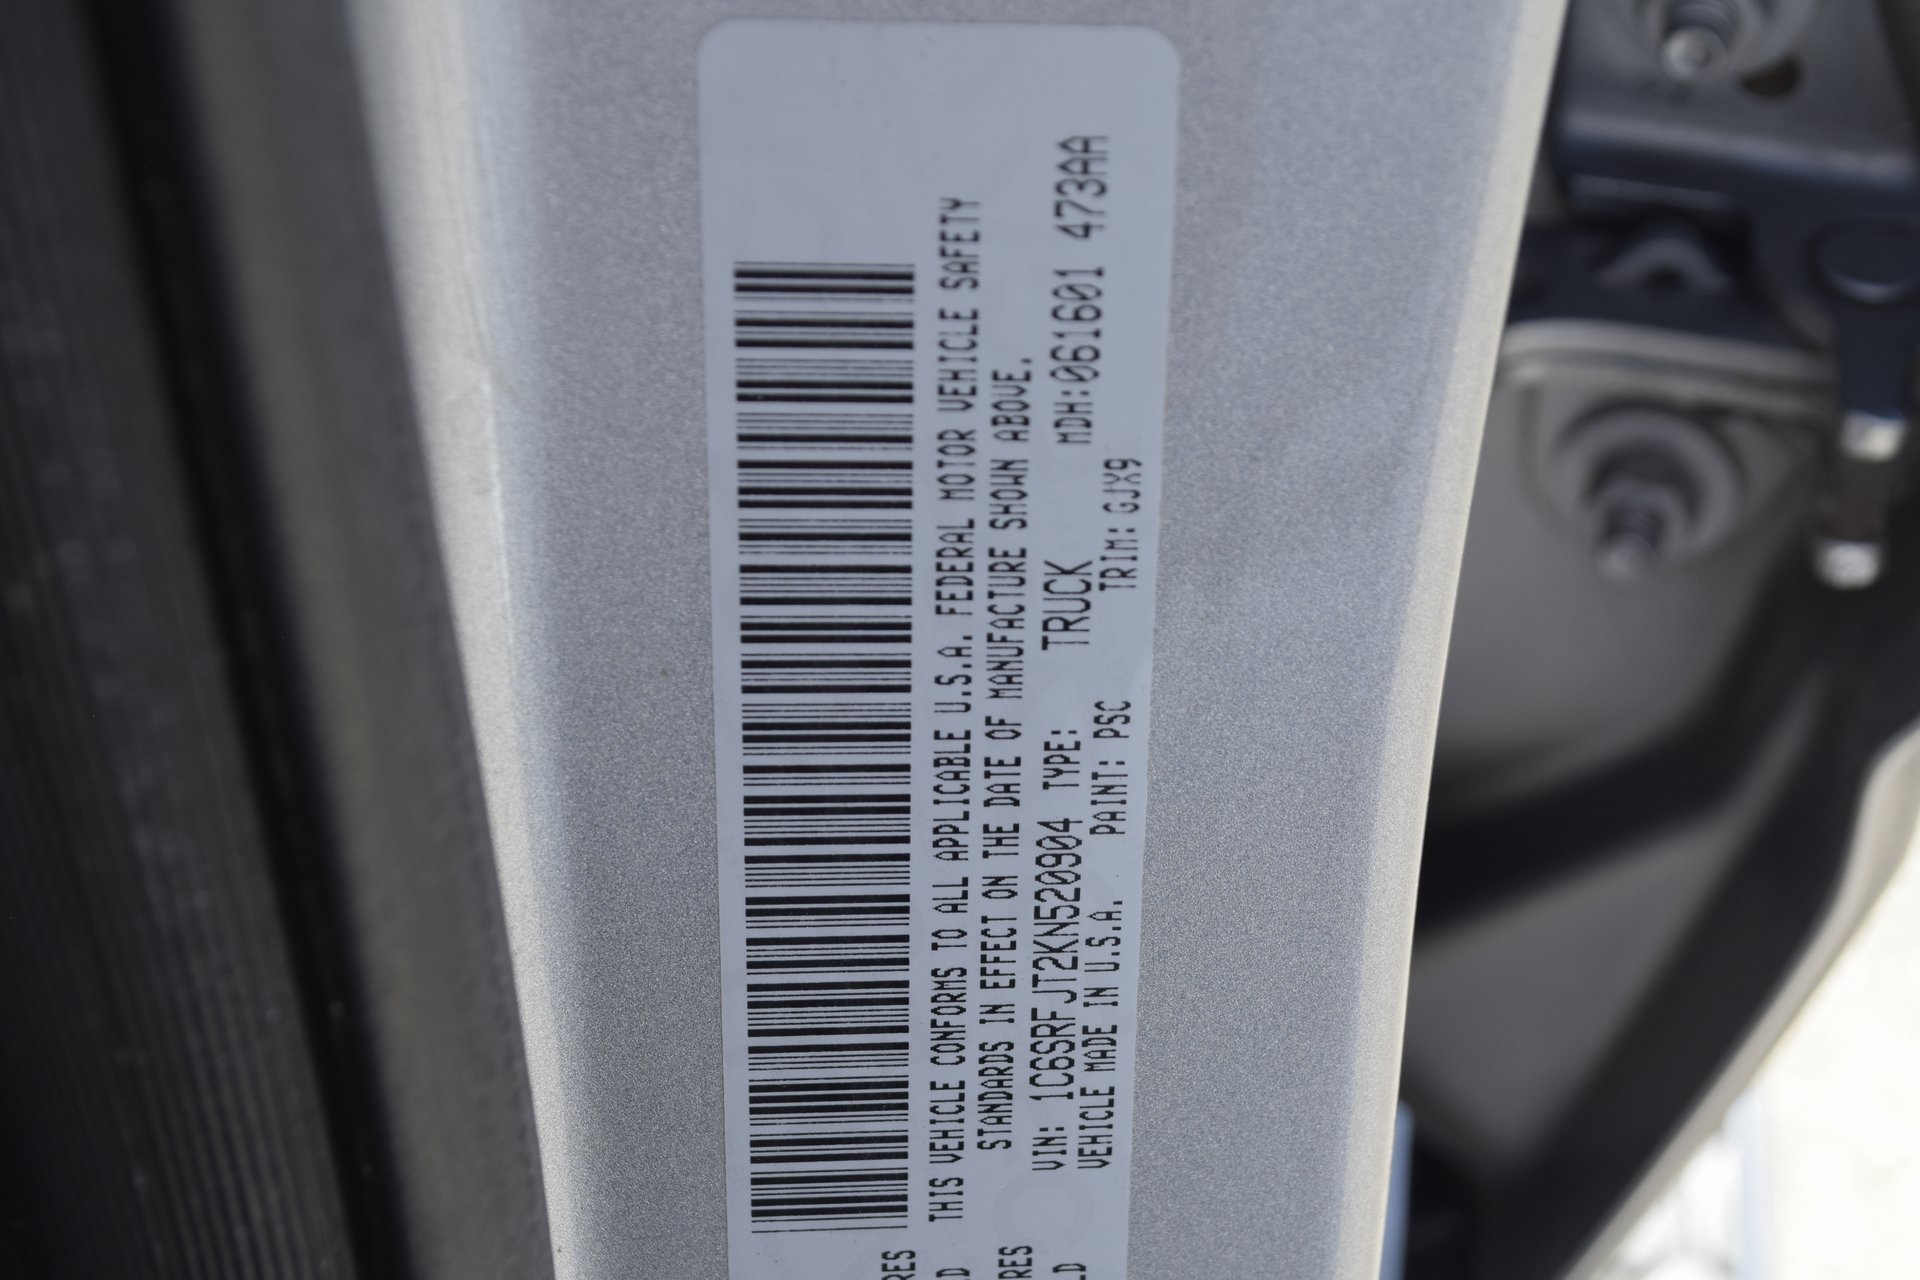 THIS VEHICLE CONFORMS TO ALL APPLICABLE U.S.A. FEDERAL MOTOR VEHICLE SAFETY
STANDARDS IN EFFECT ON THE DATE OF MANUFACTURE SHOWN ABOVE.
VIN: 1C6SRFJT2KN520904 TYPE: TRUCK MDH:061601 473AA
VEHICLE MADE IN U.S.A. PAINT: PSC TRIM: GJX9